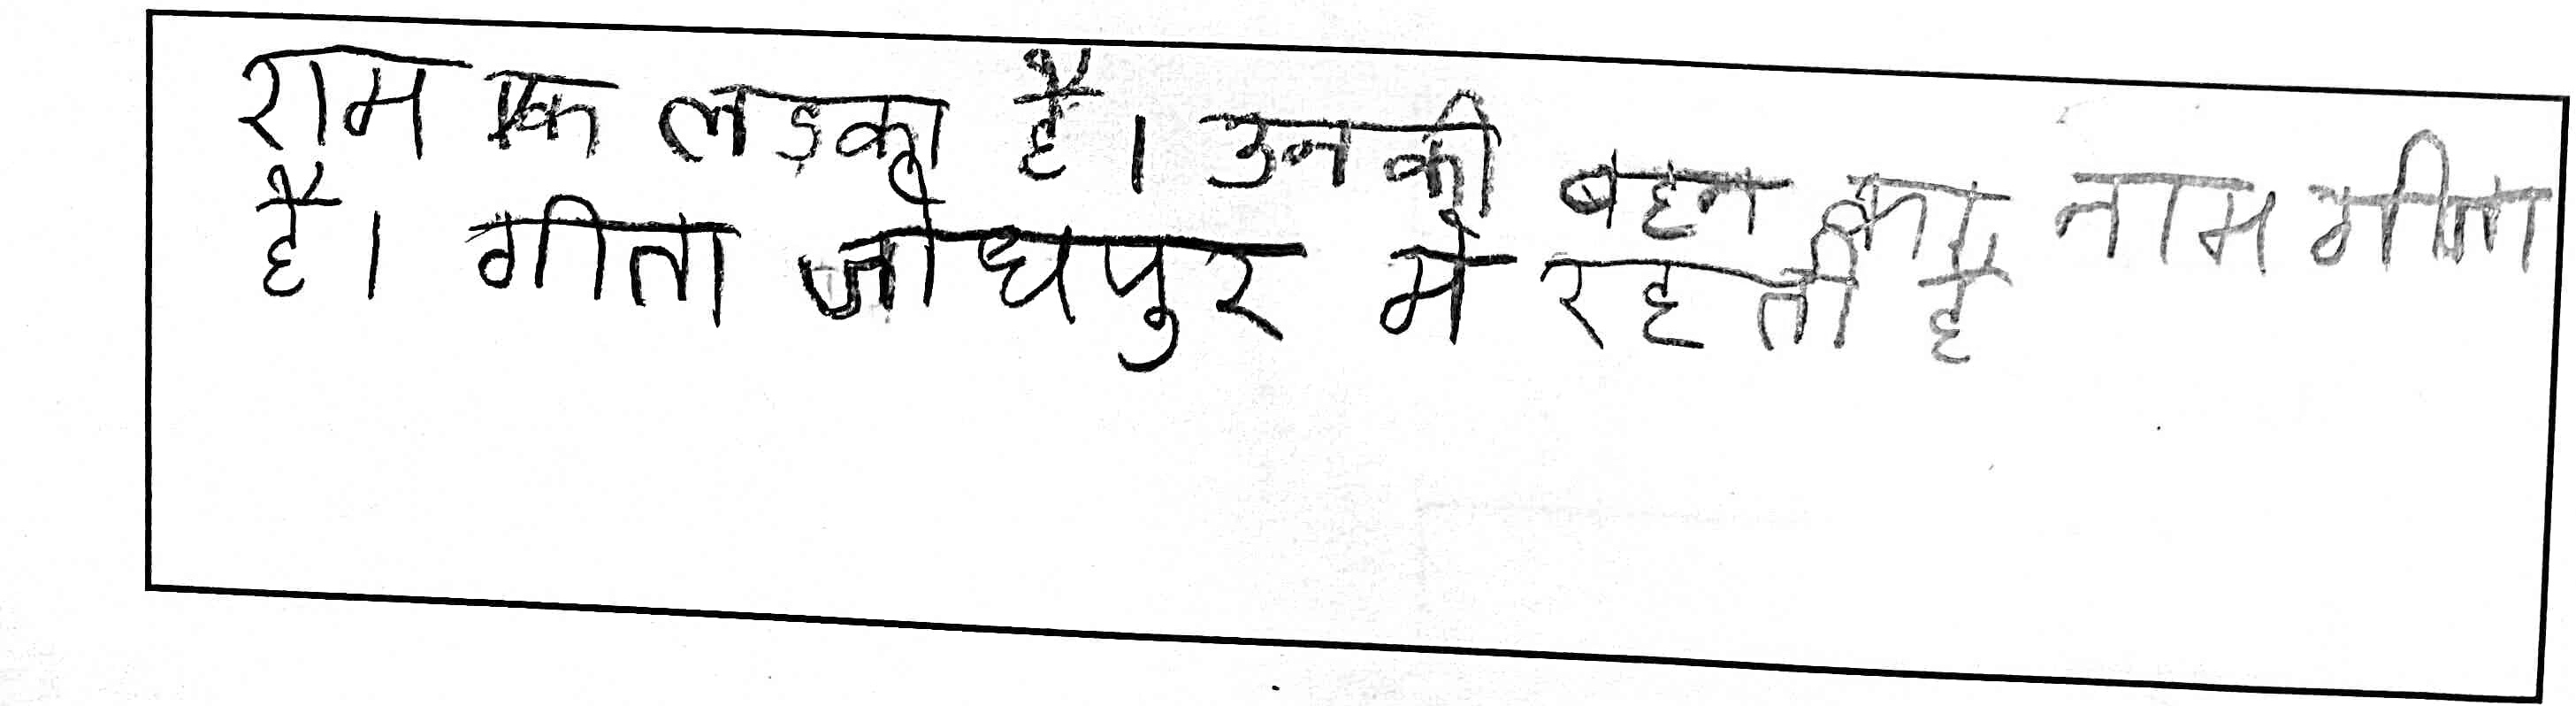 राम एक लड़का है। उनकी बहन का नाम गीता
है। गीता जोधपुर मे रहती है